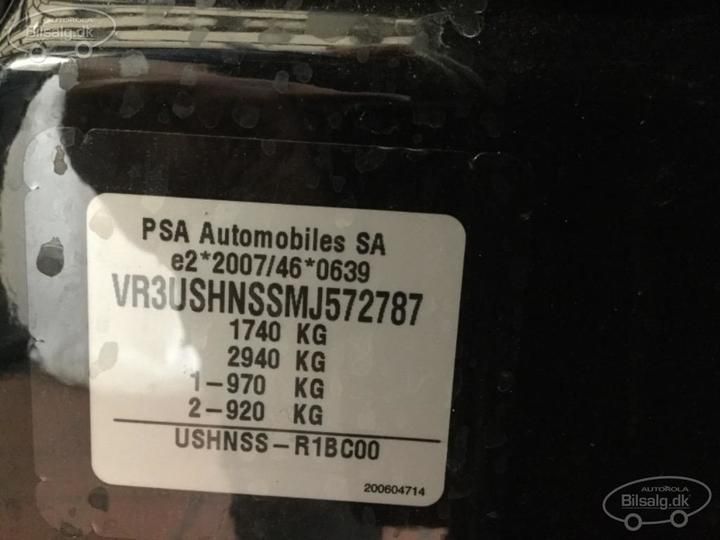 AUTOROLA
Bilsalg.dk
PSA Automobiles SA
e2*2007/46*0639
VR3USHNSSMJ572787
1740 KG
2940 KG
1-970 KG
2-920 KG
USHNSS-R1BC00
200604714
AUTOROLA
Bilsalg.dk